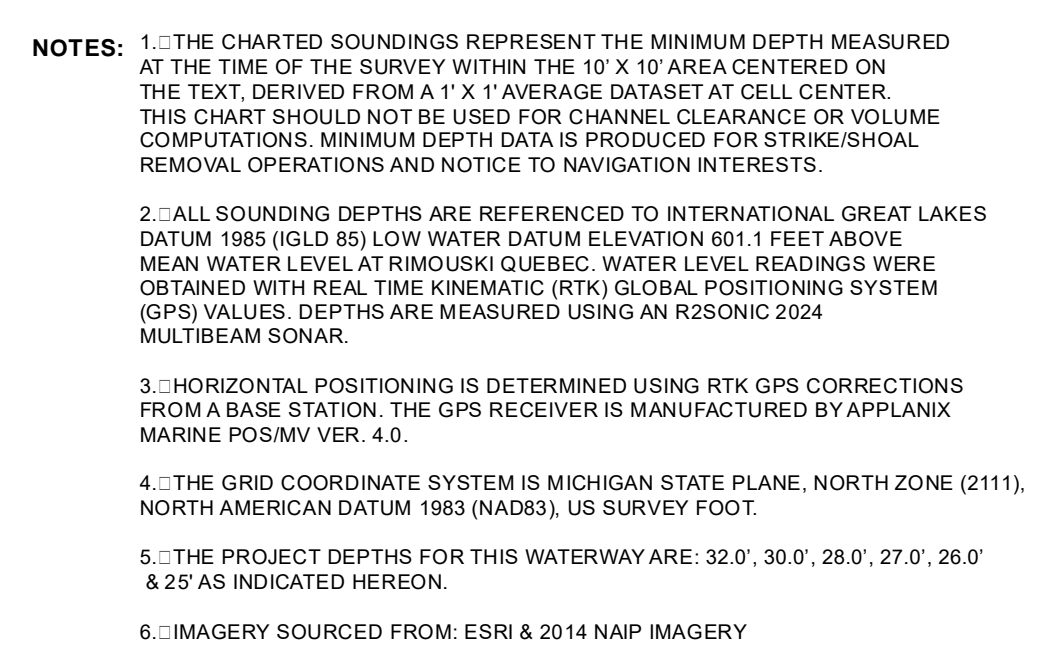 NOTES: 1.□THE CHARTED SOUNDINGS REPRESENT THE MINIMUM DEPTH MEASURED
AT THE TIME OF THE SURVEY WITHIN THE 10’ X 10’ AREA CENTERED ON
THE TEXT, DERIVED FROM A 1' X 1' AVERAGE DATASET AT CELL CENTER.
THIS CHART SHOULD NOT BE USED FOR CHANNEL CLEARANCE OR VOLUME
COMPUTATIONS. MINIMUM DEPTH DATA IS PRODUCED FOR STRIKE/SHOAL
REMOVAL OPERATIONS AND NOTICE TO NAVIGATION INTERESTS.
2.□ALL SOUNDING DEPTHS ARE REFERENCED TO INTERNATIONAL GREAT LAKES
DATUM 1985 (IGLD 85) LOW WATER DATUM ELEVATION 601.1 FEET ABOVE
MEAN WATER LEVEL AT RIMOUSKI QUEBEC. WATER LEVEL READINGS WERE
OBTAINED WITH REAL TIME KINEMATIC (RTK) GLOBAL POSITIONING SYSTEM
(GPS) VALUES. DEPTHS ARE MEASURED USING AN R2SONIC 2024
MULTIBEAM SONAR.
3.□HORIZONTAL POSITIONING IS DETERMINED USING RTK GPS CORRECTIONS
FROM A BASE STATION. THE GPS RECEIVER IS MANUFACTURED BY APPLANIX
MARINE POS/MV VER. 4.0.
4.□THE GRID COORDINATE SYSTEM IS MICHIGAN STATE PLANE, NORTH ZONE (2111),
NORTH AMERICAN DATUM 1983 (NAD83), US SURVEY FOOT.
5.□THE PROJECT DEPTHS FOR THIS WATERWAY ARE: 32.0’, 30.0’, 28.0’, 27.0’, 26.0’
& 25' AS INDICATED HEREON.
6.□IMAGERY SOURCED FROM: ESRI & 2014 NAIP IMAGERY